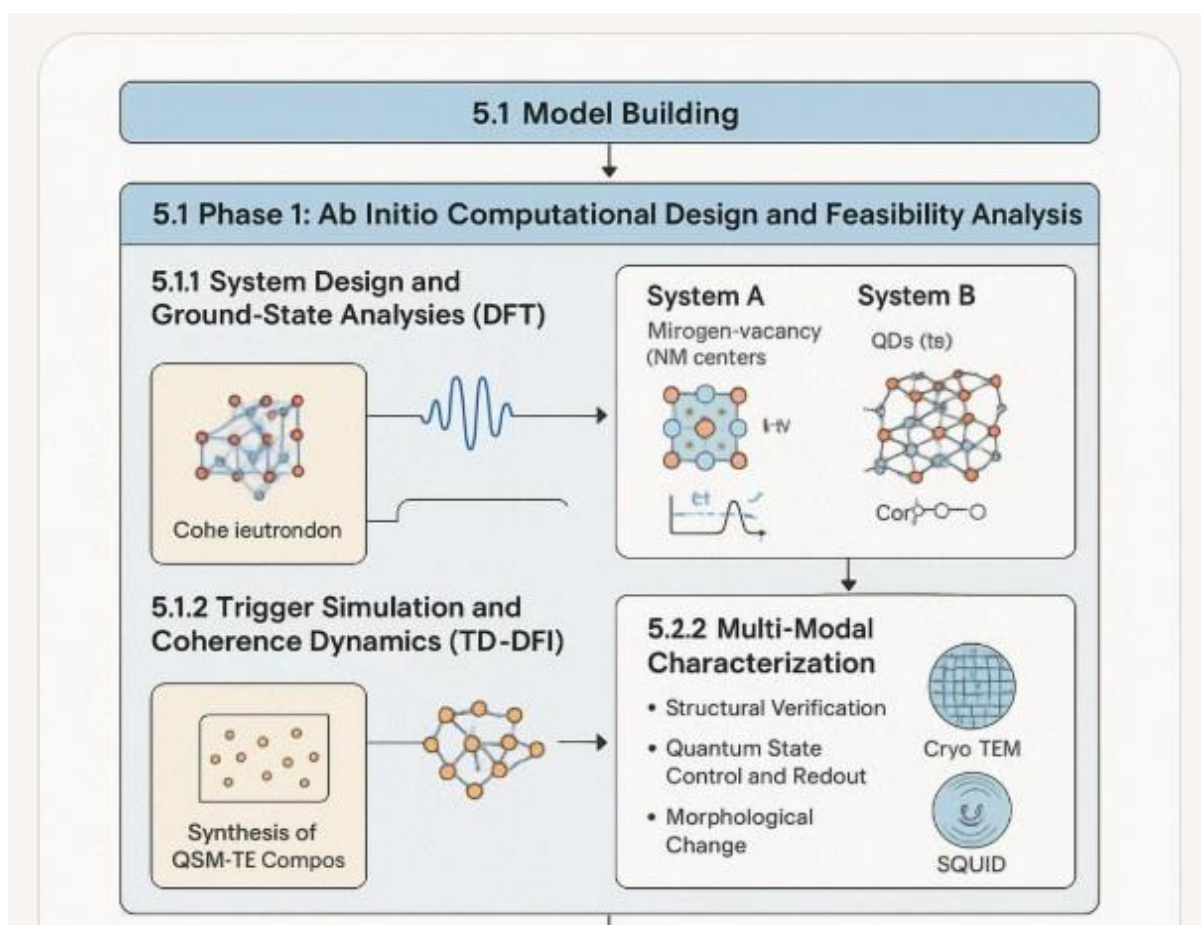 5.1 Model Building
5.1 Phase 1: Ab Initio Computational Design and Feasibility Analysis
5.1.1 System Design and
Ground-State Analyses (DFT)
Cohe ieutrondon
System A
Mirogen-vacancy
(NM centers
System B
QDs (te)
Cor
5.1.2 Trigger Simulation and
Coherence Dynamics (TD-DFI)
Synthesis of
QSM-TE Compos
5.2.2 Multi-Modal
Characterization
• Structural Verification
• Quantum State
Control and Redout
• Morphological
Change
Cryo TEM
SQUID